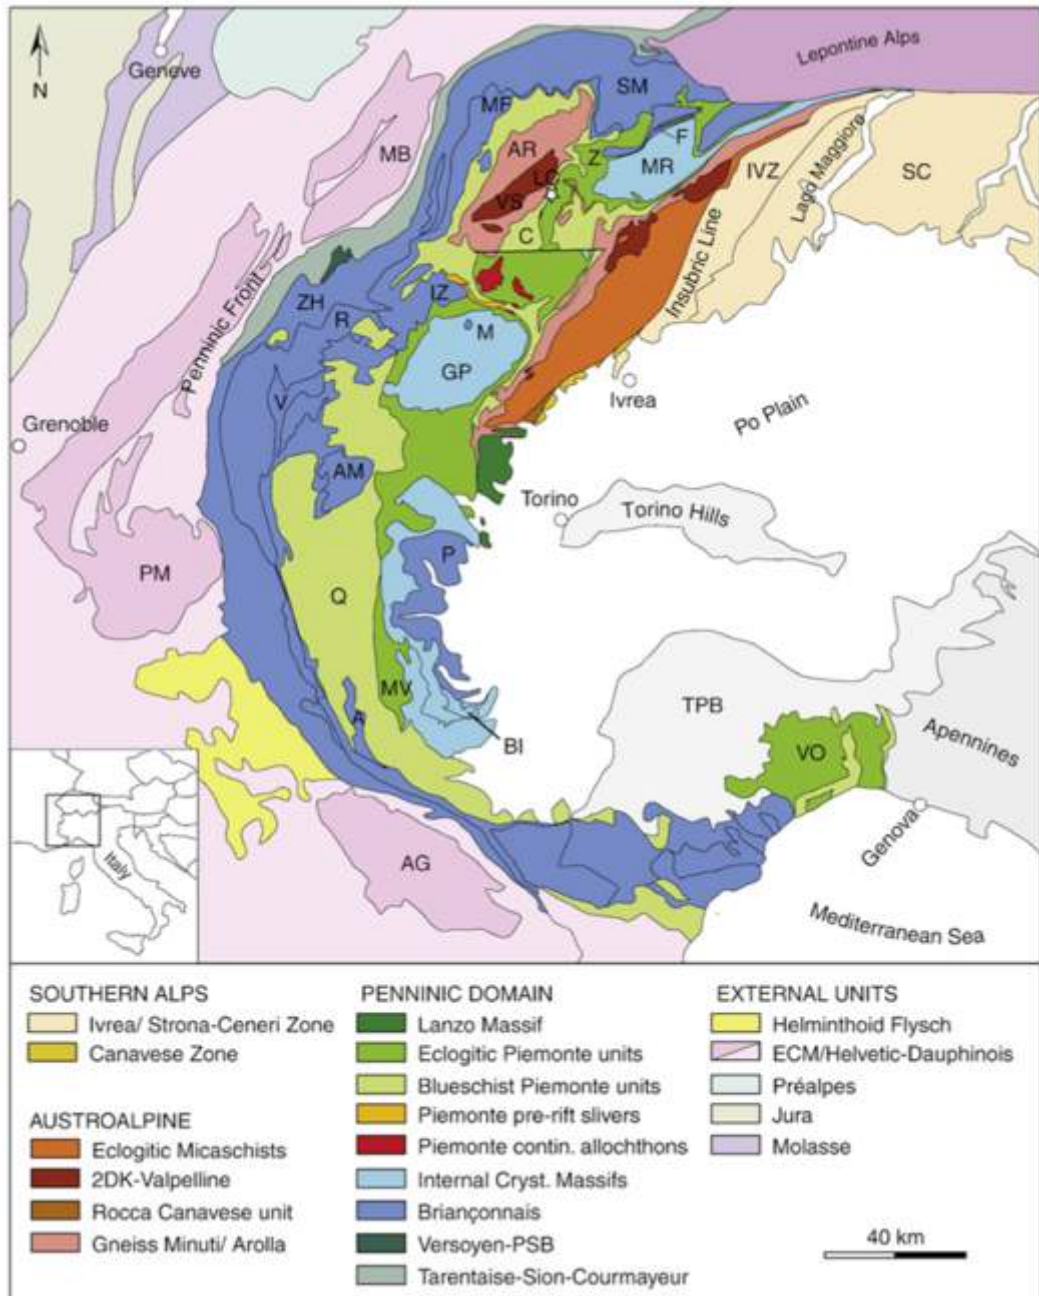 Lepontine Alps
Genève
N
SM
MF
MB
AR
F
Z
MR
IVZ
Lago Maggiore
SC
LC
VS
C
Insubric Line
Penninic Front
ZH
IZ
R
M
GP
V
Ivrea
Po Plain
Grenoble
AM
Torino
Torino Hills
P
PM
Q
MV
TPB
A
BI
VO
Apennines
Genova
Italy
AG
Mediterranean Sea
SOUTHERN ALPS
Ivrea/ Strona-Ceneri Zone
Canavese Zone
AUSTROALPINE
Eclogitic Micaschists
2DK-Valpelline
Rocca Canavese unit
Gneiss Minuti/ Arolla
PENNINIC DOMAIN
Lanzo Massif
Eclogitic Piemonte units
Blueschist Piemonte units
Piemonte pre-rift slivers
Piemonte contin. allochthons
Internal Cryst. Massifs
Briançonnais
Versoyen-PSB
Tarentaise-Sion-Courmayeur
EXTERNAL UNITS
Helminthoid Flysch
ECM/Helvetic-Dauphinois
Préalpes
Jura
Molasse
40 km